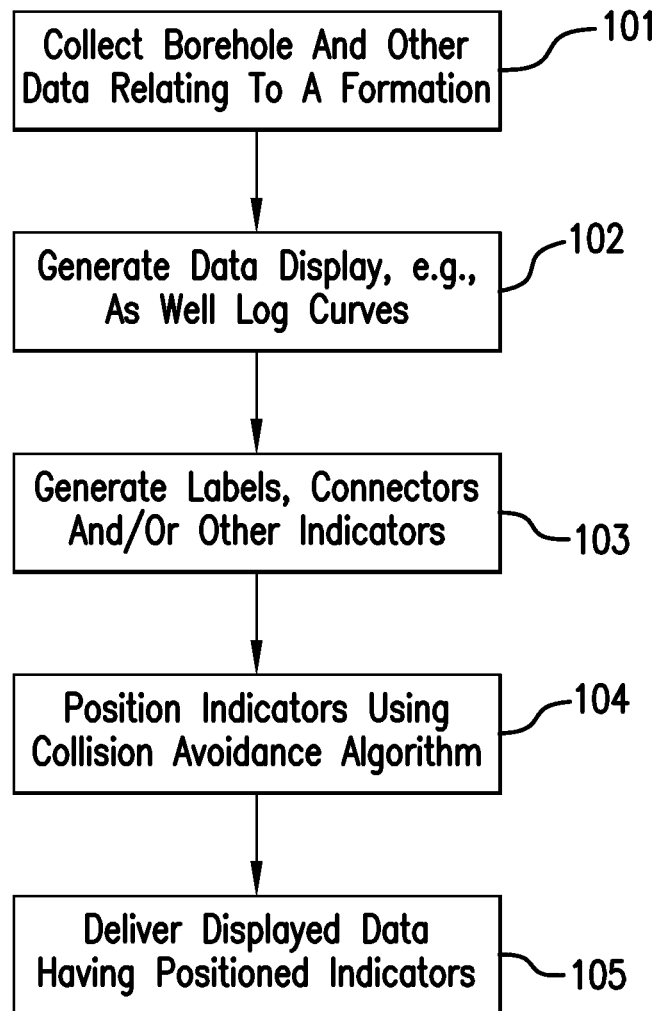 Collect Borehole And Other
Data Relating To A Formation
101
Generate Data Display, e.g.,
As Well Log Curves
102
Generate Labels, Connectors
And/Or Other Indicators
103
Position Indicators Using
Collision Avoidance Algorithm
104
Deliver Displayed Data
Having Positioned Indicators
105